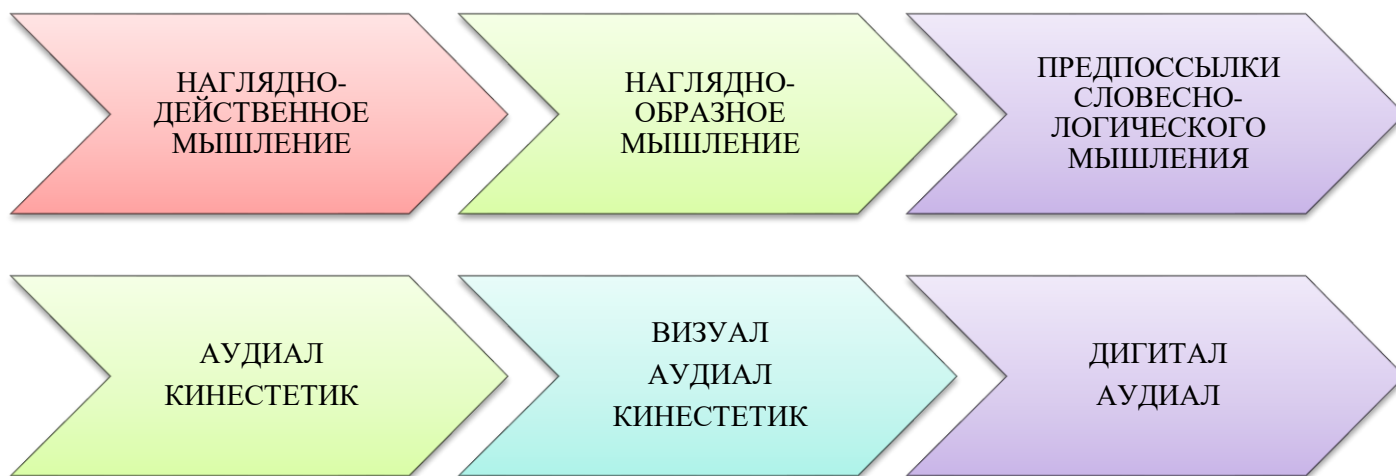 НАГЛЯДНО-
ДЕЙСТВЕННОЕ
МЫШЛЕНИЕ
НАГЛЯДНО-
ОБРАЗНОЕ
МЫШЛЕНИЕ
ПРЕДПОССЫЛКИ
СЛОВЕСНО-
ЛОГИЧЕСКОГО
МЫШЛЕНИЯ
АУДИАЛ
КИНЕСТЕТИК
ВИЗУАЛ
АУДИАЛ
КИНЕСТЕТИК
ДИГИТАЛ
АУДИАЛ